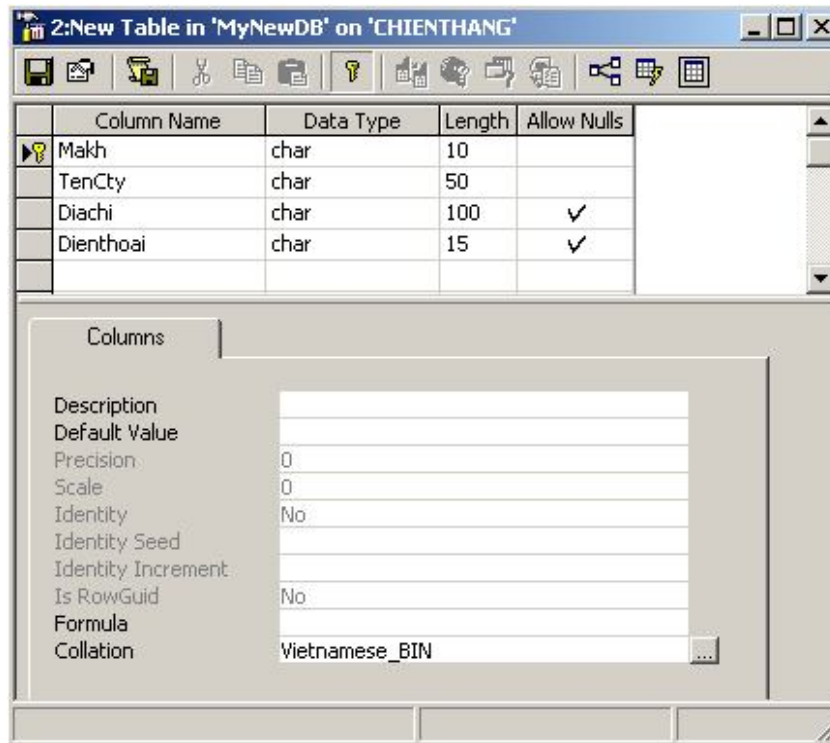 2:New Table in 'MyNewDB' on 'CHIENTHANG'
Column Name Data Type Length Allow Nulls
Makh char 10
TenCty char 50
Diachi char 100
Dienthoai char 15
Columns
Description
Default Value
Precision 0
Scale 0
Identity No
Identity Seed
Identity Increment
Is RowGuid No
Formula
Collation Vietnamese_BIN ...